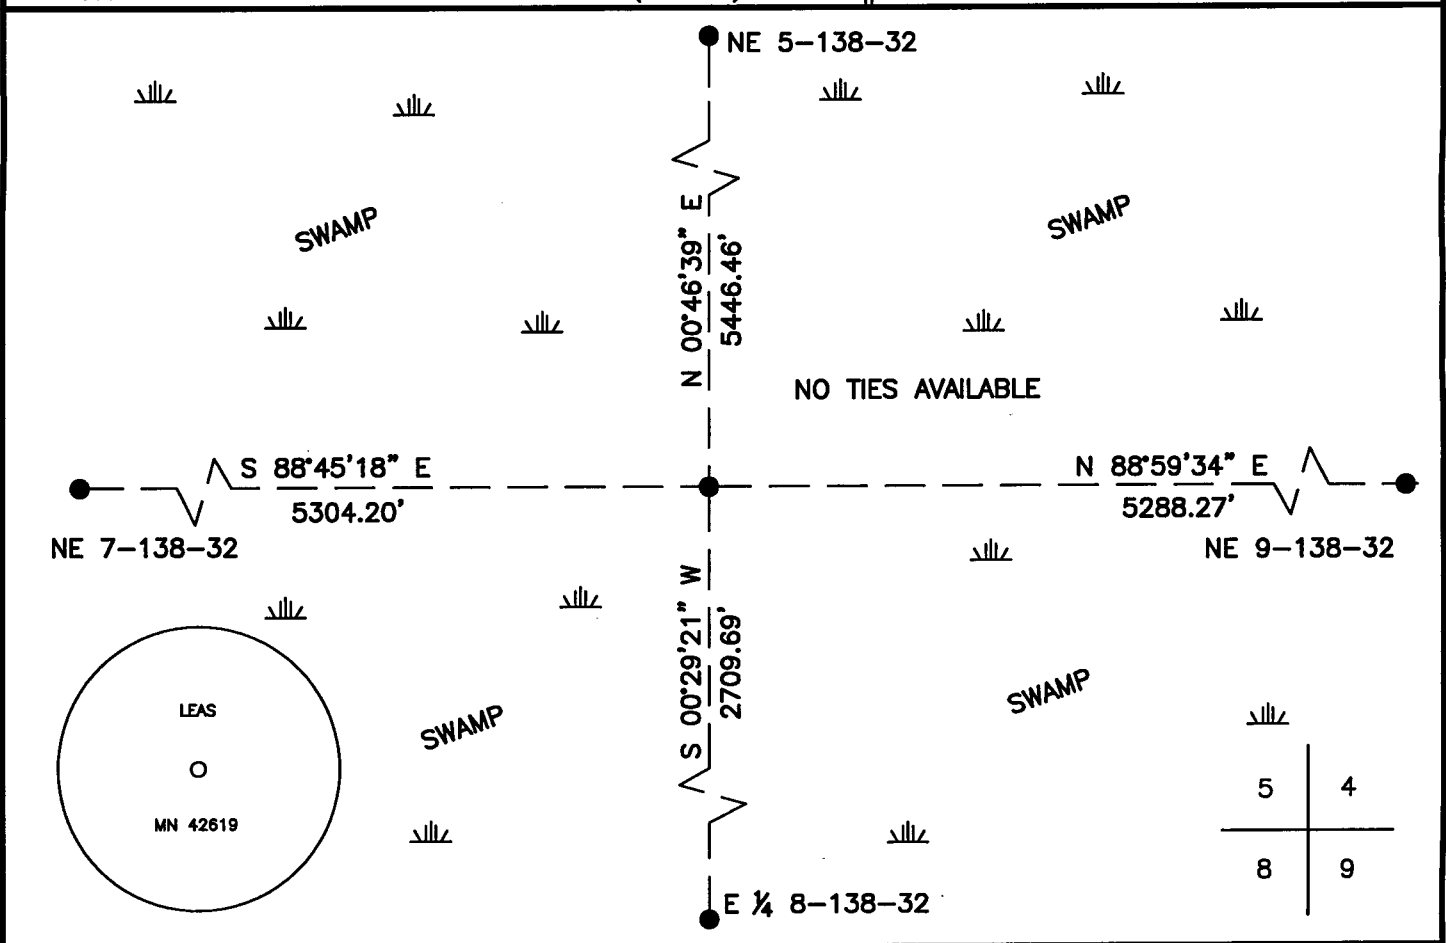 NE 5-138-32
SWAMP
SWAMP
N 00°46'39" E
5446.46'
NO TIES AVAILABLE
S 88°45'18" E
5304.20'
N 88°59'34" E
5288.27'
NE 7-138-32
NE 9-138-32
S 00°29'21" W
2709.69'
LEAS
MN 42619
SWAMP
SWAMP
5 4
8 9
E ¼ 8-138-32